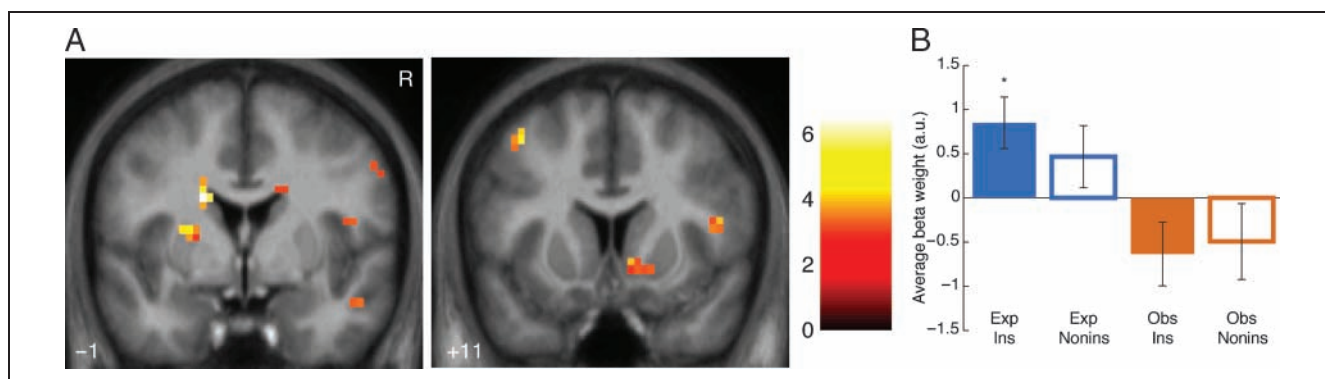 A
R
−1
+11
6
4
2
0
B
Average beta weight (a.u.)
1.5
1
0.5
0
−0.5
−1
−1.5
*
Exp
Ins
Exp
Nonins
Obs
Ins
Obs
Nonins